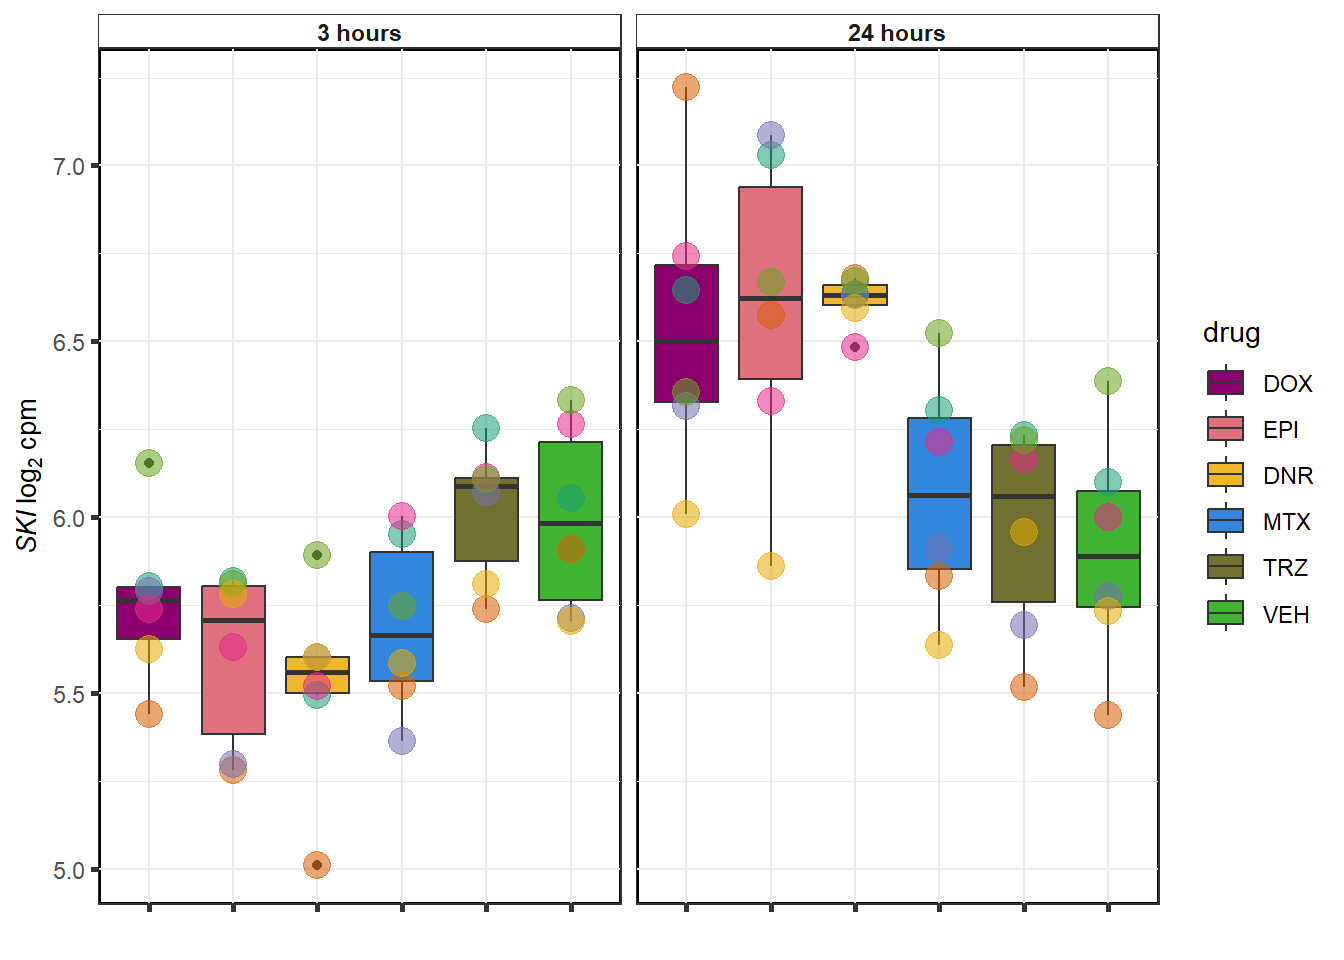 3 hours
24 hours
7.0
6.5
6.0
5.5
5.0
SKI log₂ cpm
drug
DOX
EPI
DNR
MTX
TRZ
VEH